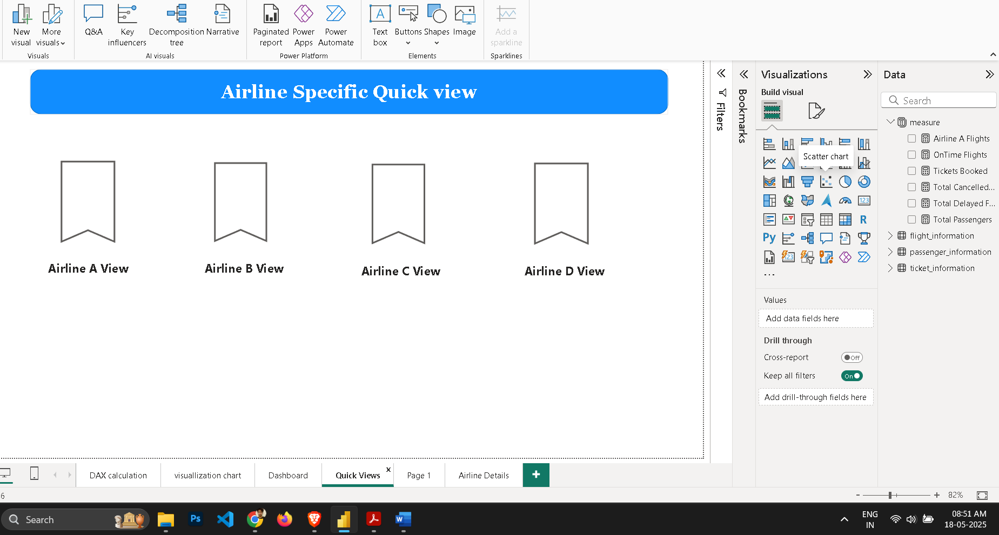 New visual
More visuals
Q&A
Key influencers
Decomposition tree
Narrative
Paginated report
Power Apps
Power Automate
Text box
Buttons
Shapes
Image
Add a sparkline
Visuals
AI visuals
Power Platform
Elements
Sparklines
Airline Specific Quick view
Airline A View
Airline B View
Airline C View
Airline D View
Filters
Bookmarks
Visualizations
Build visual
Scatter chart
123
R
Py
123
...
Values
Add data fields here
Drill through
Cross-report
Off
Keep all filters
On
Add drill-through fields here
Data
Search
measure
Airline A Flights
OnTime Flights
Tickets Booked
Total Cancelled...
Total Delayed F...
Total Passengers
flight_information
passenger_information
ticket_information
DAX calculation
visuallization chart
Dashboard
Quick Views
x
Page 1
Airline Details
+
6
- + 82%
Search
Ps
W
ENG
IN
08:51 AM
18-05-2025